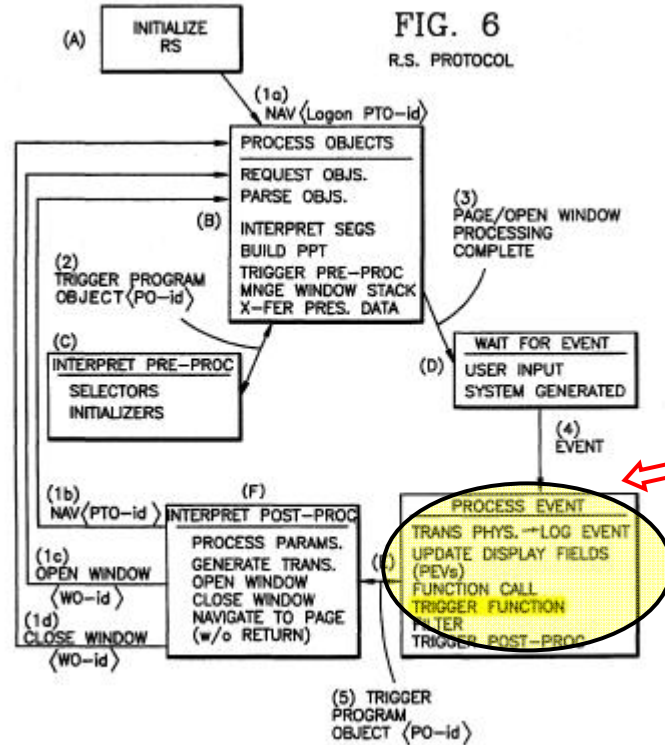 FIG. 6
R.S. PROTOCOL
(A)
INITIALIZE
RS
(1a)
NAV〈Logon PTO-id〉
PROCESS OBJECTS
REQUEST OBJS.
PARSE OBJS.
(B)
INTERPRET SEGS
BUILD PPT
TRIGGER PRE-PROC
MNGE WINDOW STACK
X-FER PRES. DATA
(2)
TRIGGER PROGRAM
OBJECT〈PO-id〉
(3)
PAGE/OPEN WINDOW
PROCESSING
COMPLETE
(C)
INTERPRET PRE-PROC
SELECTORS
INITIALIZERS
(D)
WAIT FOR EVENT
USER INPUT
SYSTEM GENERATED
(4)
EVENT
(1b)
NAV〈PTO-id〉
(1c)
OPEN WINDOW
〈WO-id〉
(1d)
CLOSE WINDOW
〈WO-id〉
(F)
INTERPRET POST-PROC
PROCESS PARAMS.
GENERATE TRANS.
OPEN WINDOW
CLOSE WINDOW
NAVIGATE TO PAGE
(w/o RETURN)
PROCESS EVENT
TRANS PHYS.→LOG EVENT
UPDATE DISPLAY FIELDS
(PEVs)
FUNCTION CALL
TRIGGER FUNCTION
FILTER
TRIGGER POST-PROC
(5) TRIGGER
PROGRAM
OBJECT 〈PO-id〉